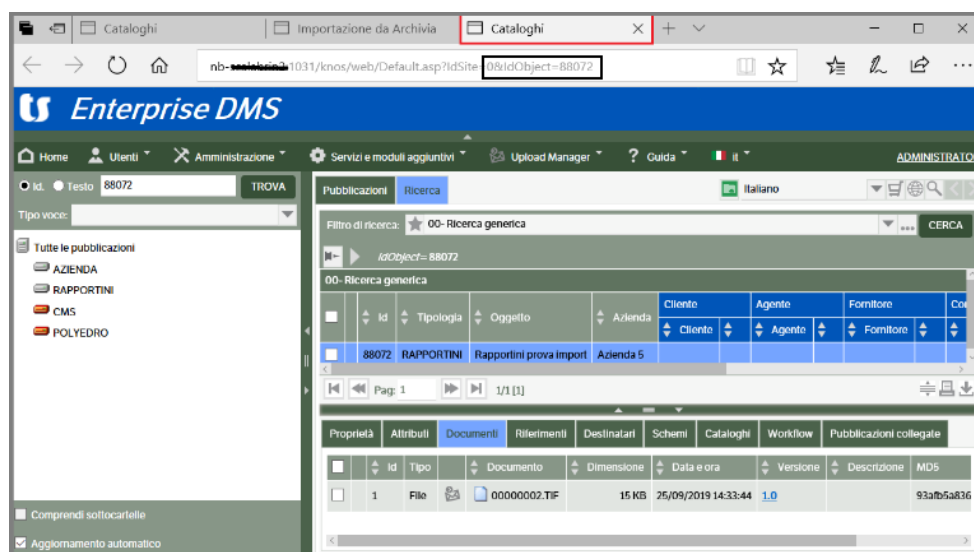 Cataloghi
Importazione da Archivia
Cataloghi
nb- 1031/knos/web/Default.asp?IdSite=0&IdObject=88072
ts Enterprise DMS
Home Utenti Amministrazione Servizi e moduli aggiuntivi Upload Manager ? Guida it ADMINISTRATO
Id. Testo 88072 TROVA
Tipo voce:
Tutte le pubblicazioni
AZIENDA
RAPPORTINI
CMS
POLYEDRO
Comprendi sottocartelle
Aggiornamento automatico
Pubblicazioni Ricerca Italiano
Filtro di ricerca: 00- Ricerca generica ... CERCA
IdObject= 88072
00- Ricerca generica
Cliente Agente Fornitore Cor
Id Tipologia Oggetto Azienda Cliente Agente Fornitore
88072 RAPPORTINI Rapportini prova import Azienda 5
Pag: 1 1/1 [1]
Proprietà Attributi Documenti Riferimenti Destinatari Schemi Cataloghi Workflow Pubblicazioni collegate
Id Tipo Documento Dimensione Data e ora Versione Descrizione MD5
1 File 00000002.TIF 15 KB 25/09/2019 14:33:44 1.0 93afb5a836